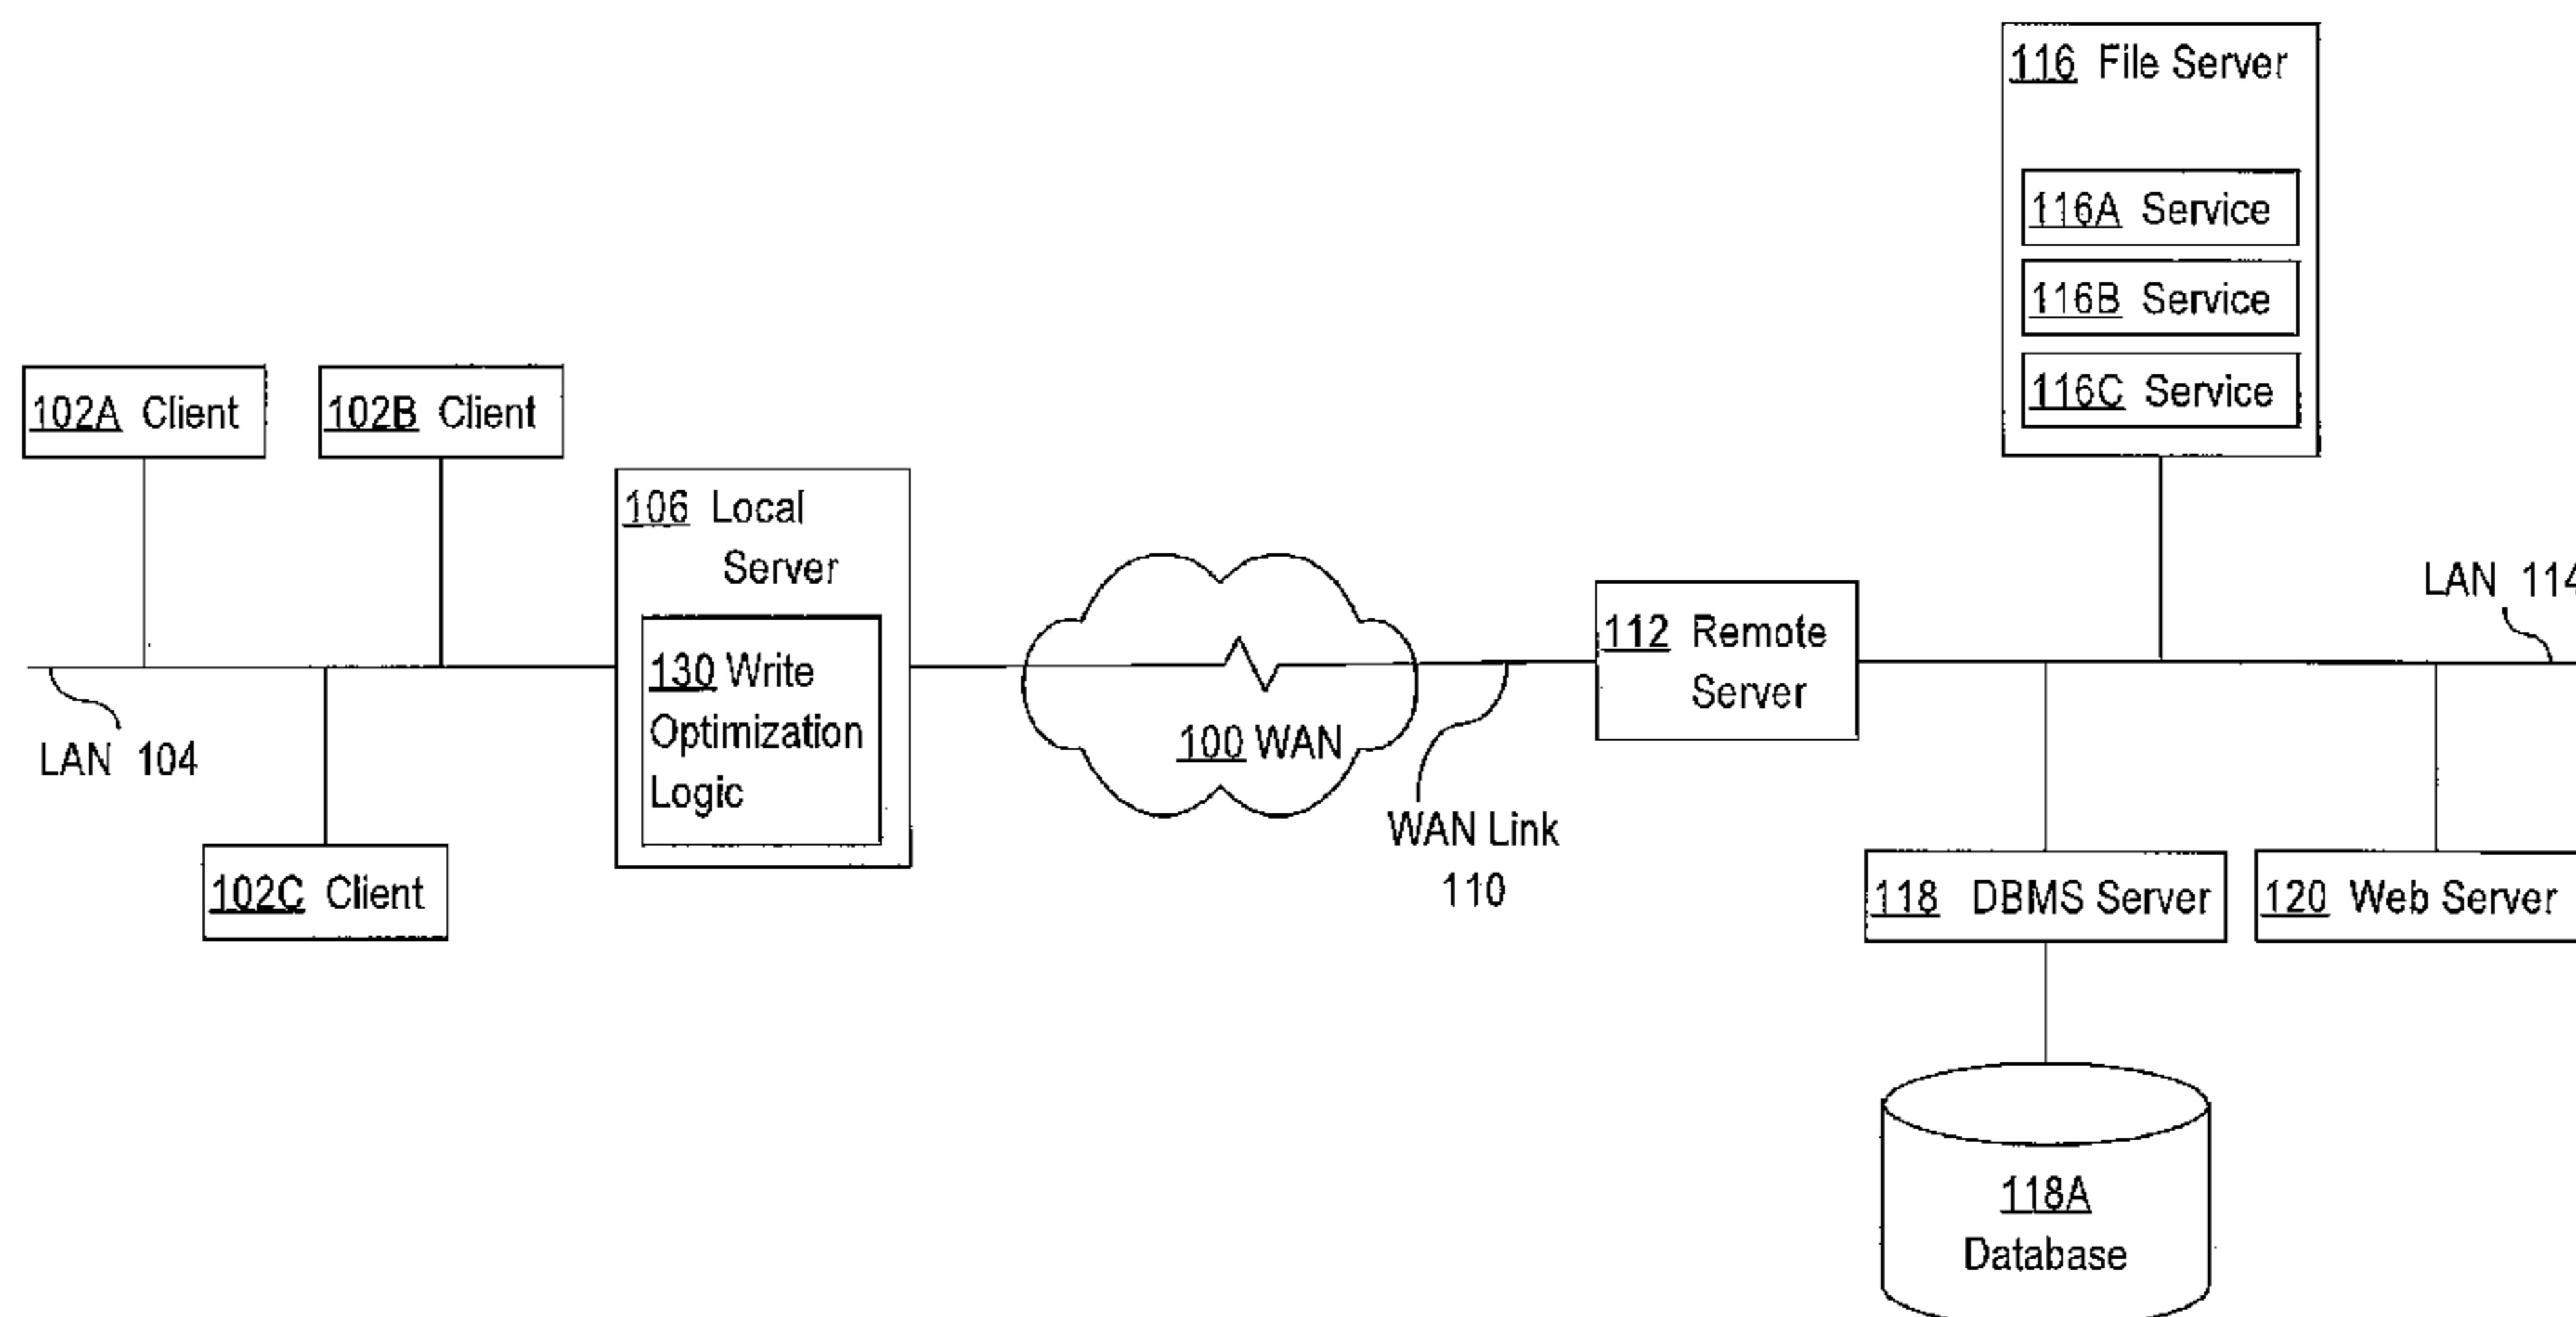 116 File Server
116A Service
116B Service
116C Service
102A Client
102B Client
106 Local
Server
130 Write
Optimization
Logic
LAN 104
102C Client
100 WAN
WAN Link
110
112 Remote
Server
LAN 114
118 DBMS Server
120 Web Server
118A
Database